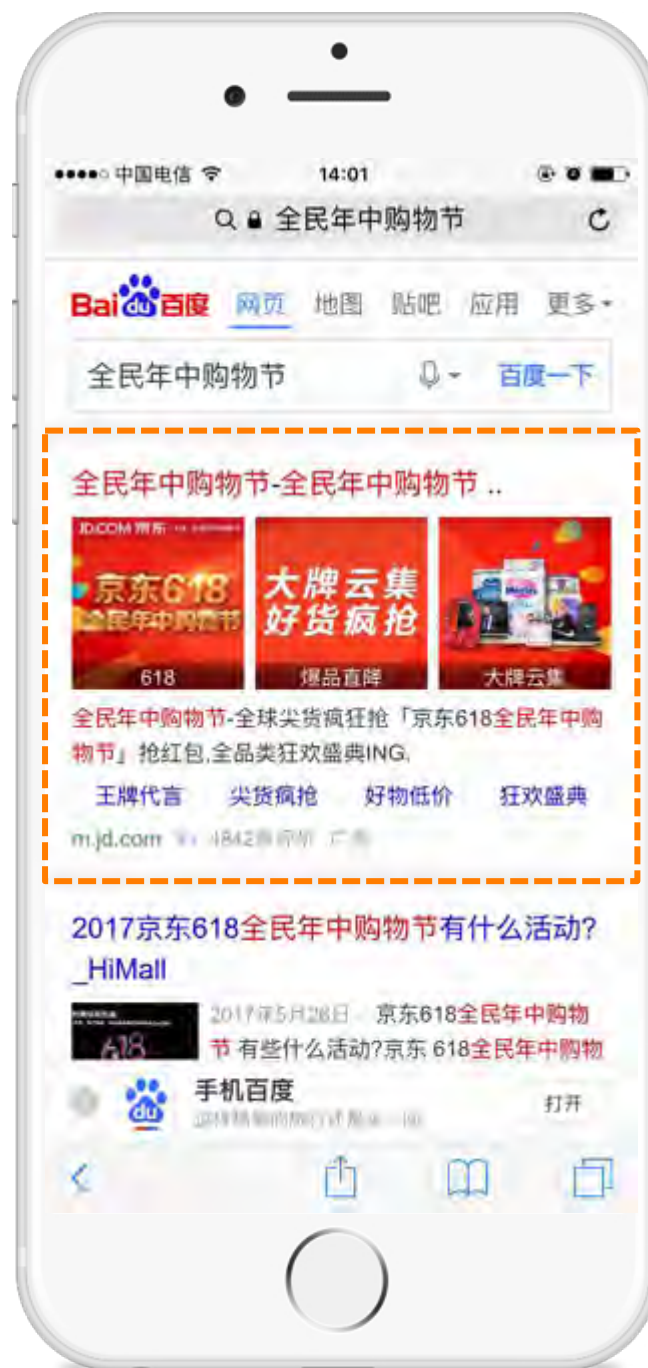 中国电信 14:01
全民年中购物节
Bai du 百度 网页 地图 贴吧 应用 更多
全民年中购物节 百度一下
全民年中购物节-全民年中购物节 ..
JD.COM 京东
京东618
全民年中购物节
618
大牌云集
好货疯抢
爆品直降
大牌云集
全民年中购物节-全球尖货疯狂抢「京东618全民年中购
物节」抢红包,全品类狂欢盛典ING.
王牌代言 尖货疯抢 好物低价 狂欢盛典
m.jd.com 4842条评价 广告
2017京东618全民年中购物节有什么活动?
_HiMall
618
2017年5月28日 - 京东618全民年中购物
节 有些什么活动?京东 618全民年中购物
du
手机百度
打开